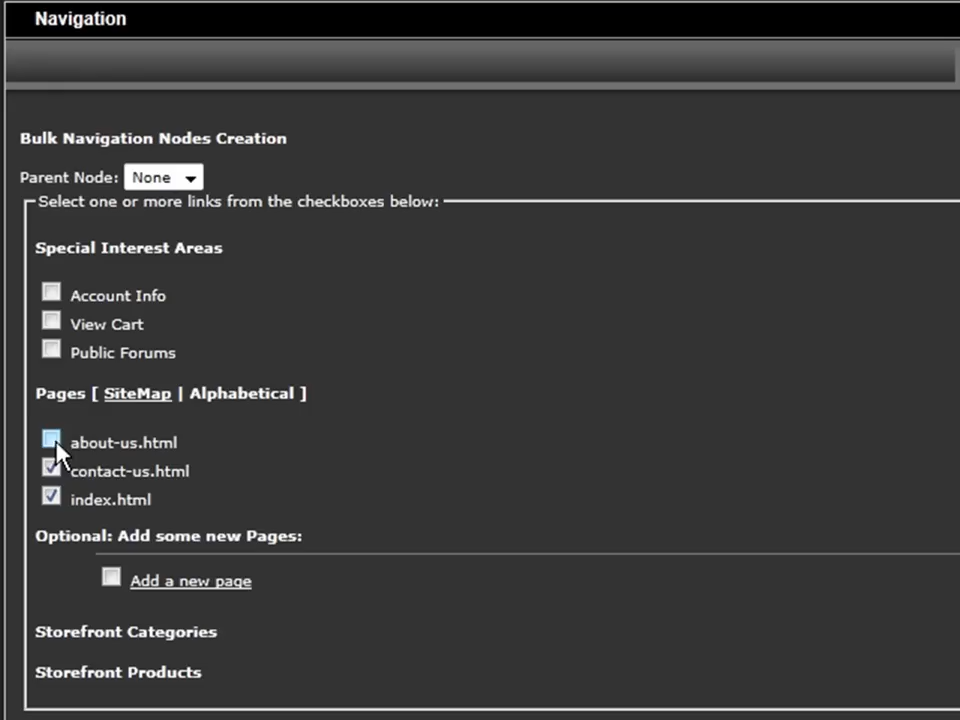 Navigation
Bulk Navigation Nodes Creation
Parent Node: None
Select one or more links from the checkboxes below:
Special Interest Areas
Account Info
View Cart
Public Forums
Pages [ SiteMap | Alphabetical ]
about-us.html
contact-us.html
index.html
Optional: Add some new Pages:
Add a new page
Storefront Categories
Storefront Products